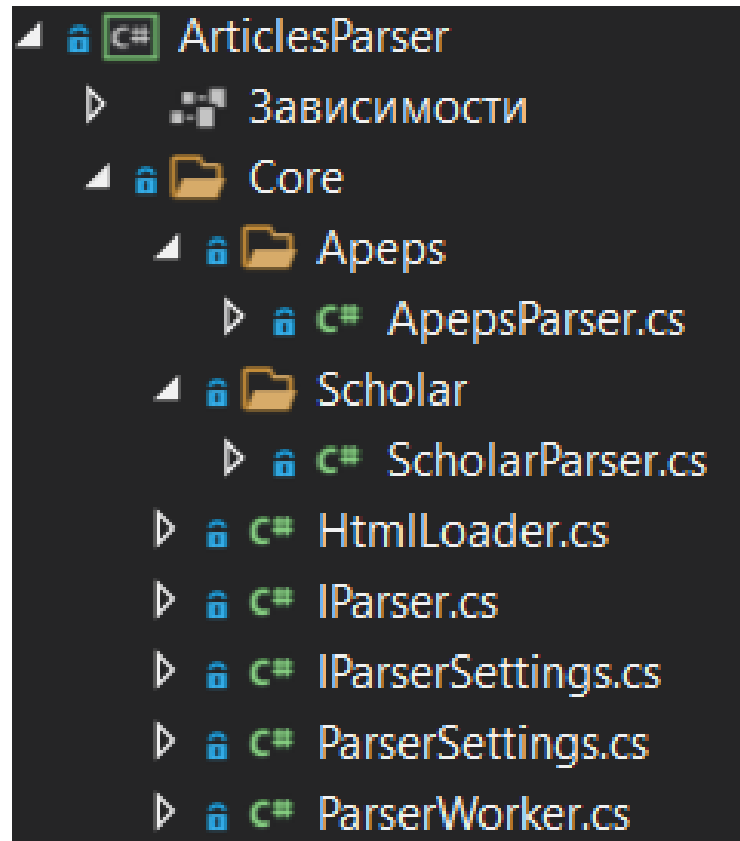 C# ArticlesParser
Зависимости
Core
Apeps
C# ApepsParser.cs
Scholar
C# ScholarParser.cs
C# HtmlLoader.cs
C# IParser.cs
C# IParserSettings.cs
C# ParserSettings.cs
C# ParserWorker.cs